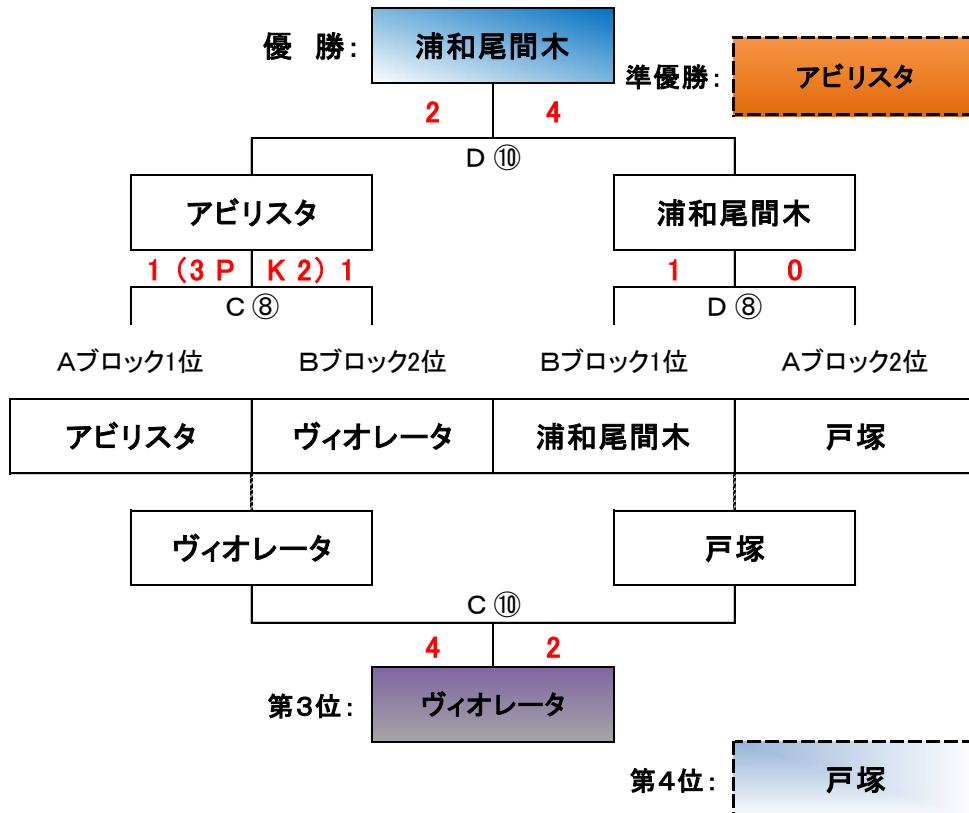 優 勝: 浦和尾間木
準優勝: アビリスタ
2 4
D ⑩
アビリスタ 浦和尾間木
1 (3 P K 2) 1 1 0
C ⑧ D ⑧
Aブロック1位 Bブロック2位 Bブロック1位 Aブロック2位
アビリスタ ヴィオレータ 浦和尾間木 戸塚
ヴィオレータ 戸塚
C ⑩
4 2
第3位: ヴィオレータ
第4位: 戸塚